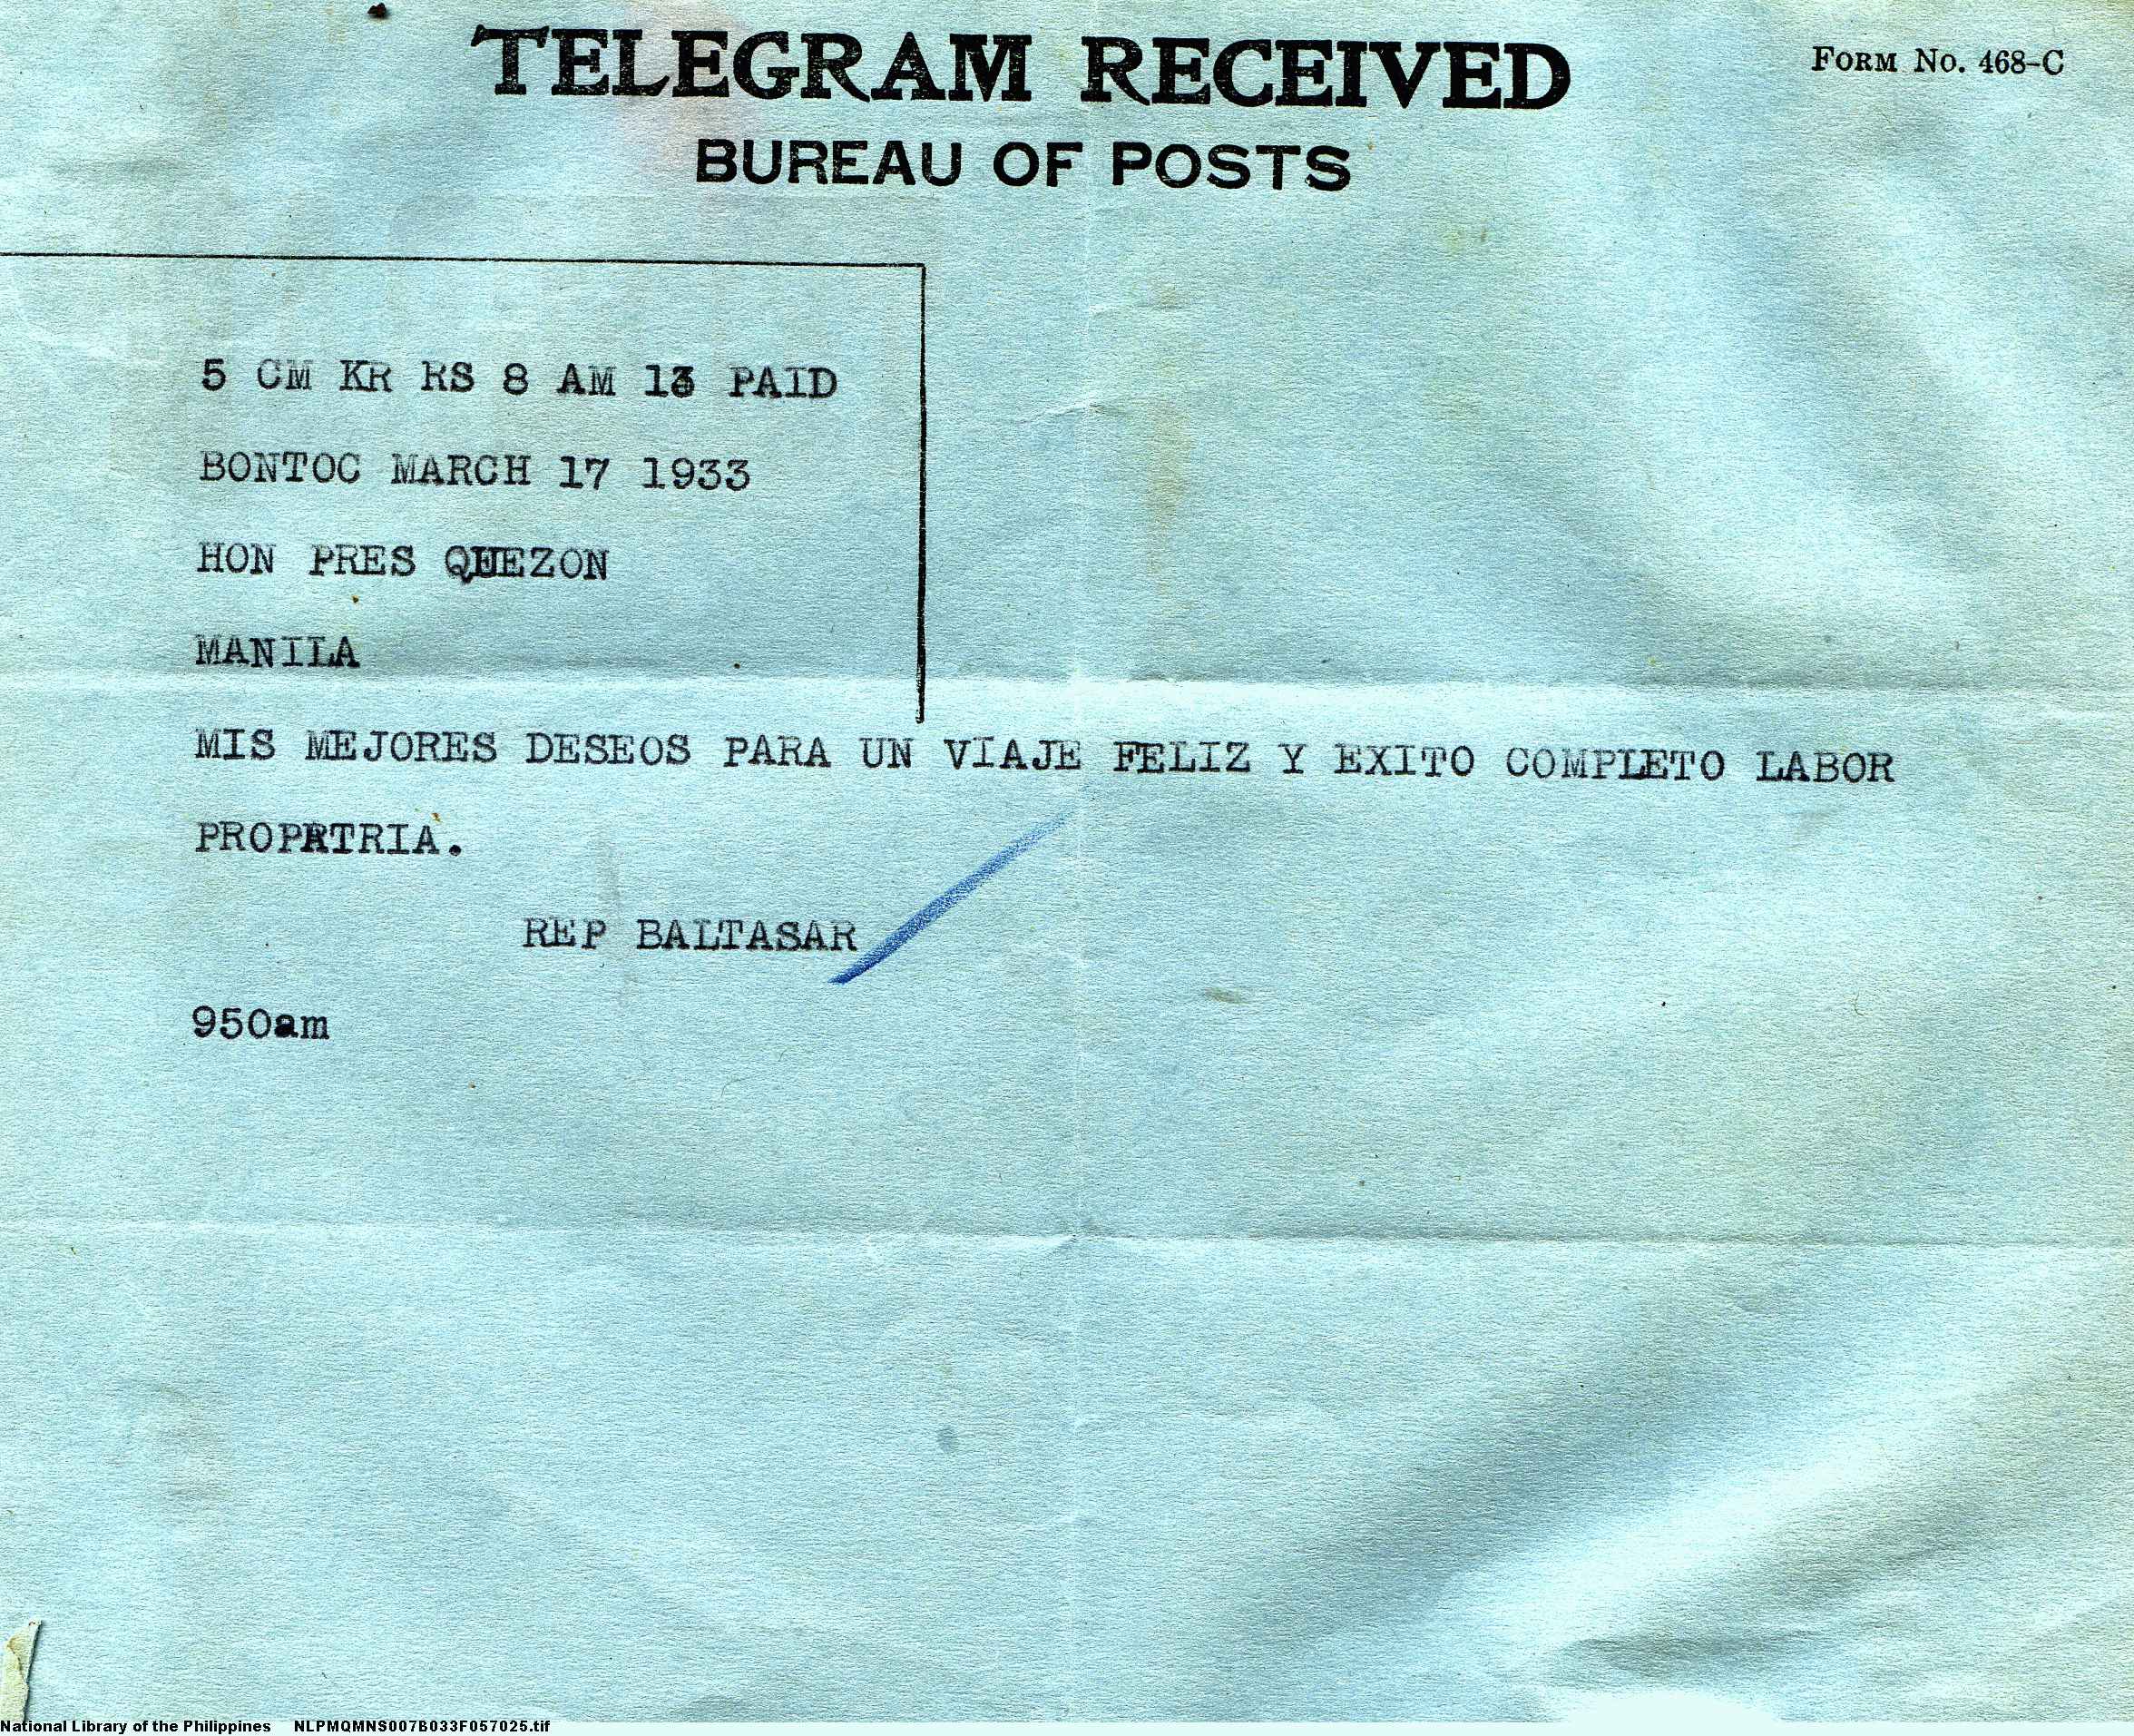 TELEGRAM RECEIVED
FORM NO. 468-C
BUREAU OF POSTS
5 CM KR RS 8 AM 13 PAID
BONTOC MARCH 17 1933
HON PRES QUEZON
MANILA
MIS MEJORES DESEOS PARA UN VIAJE FELIZ Y EXITO COMPLETO LABOR
PROPATRIA.
REP BALTASAR
950am
National Library of the Philippines NLPMQMNS007B033F057025.tif